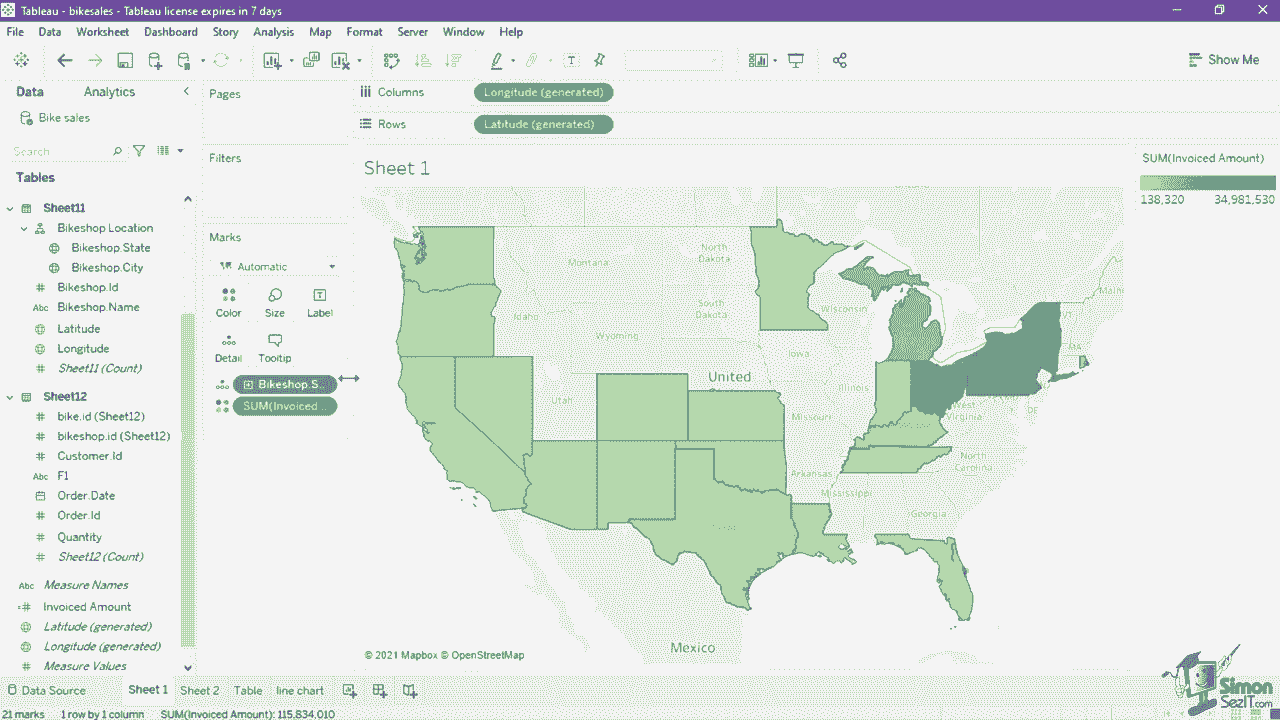 Tableau - bikesales - Tableau license expires in 7 days
File Data Worksheet Dashboard Story Analysis Map Format Server Window Help
Show Me
Data Analytics
Bike sales
Search
Tables
Sheet11
Bikeshop Location
Bikeshop.State
Bikeshop.City
# Bikeshop.Id
Abc Bikeshop Name
Latitude
Longitude
# Sheet11 (Count)
Sheet12
# bike.id (Sheet12)
# bikeshop.id (Sheet12)
# Customer.Id
Abc F1
Order.Date
# Order.Id
# Quantity
# Sheet12 (Count)
Abc Measure Names
=# Invoiced Amount
Latitude (generated)
Longitude (generated)
# Measure Values
Pages
Filters
Marks
Automatic
Color Size Label
Detail Tooltip
Bikeshop.S..
SUM(Invoiced..
Columns Longitude (generated)
Rows Latitude (generated)
Sheet 1
Montana
North
Dakota
South
Dakota
Idaho
Wyoming
Wisconsin
Iowa
Utah
United
Illinois
Missouri
West
Virginia
VT
MA
DE
North
Carolina
Arkansas
Mississippi
Georgia
Mexico
© 2021 Mapbox © OpenStreetMap
SUM(Invoiced Amount)
138,320 34,981,530
Data Source Sheet 1 Sheet 2 Table line chart
21 marks 1 row by 1 column SUM(Invoiced Amount): 115,834,010
Simon
SezIT.com